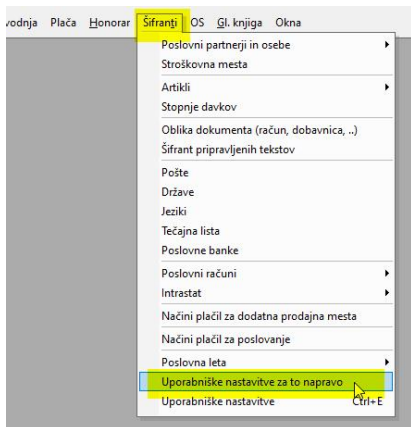 vodnja Plača Honorar Šifranti OS Gl. knjiga Okna
Poslovni partnerji in osebe
Stroškovna mesta
Artikli
Stopnje davkov
Oblika dokumenta (račun, dobavnica, ..)
Šifrant pripravljenih tekstov
Pošte
Države
Jeziki
Tečajna lista
Poslovne banke
Poslovni računi
Intrastat
Načini plačil za dodatna prodajna mesta
Načini plačil za poslovanje
Poslovna leta
Uporabniške nastavitve za to napravo
Uporabniške nastavitve Ctrl+E